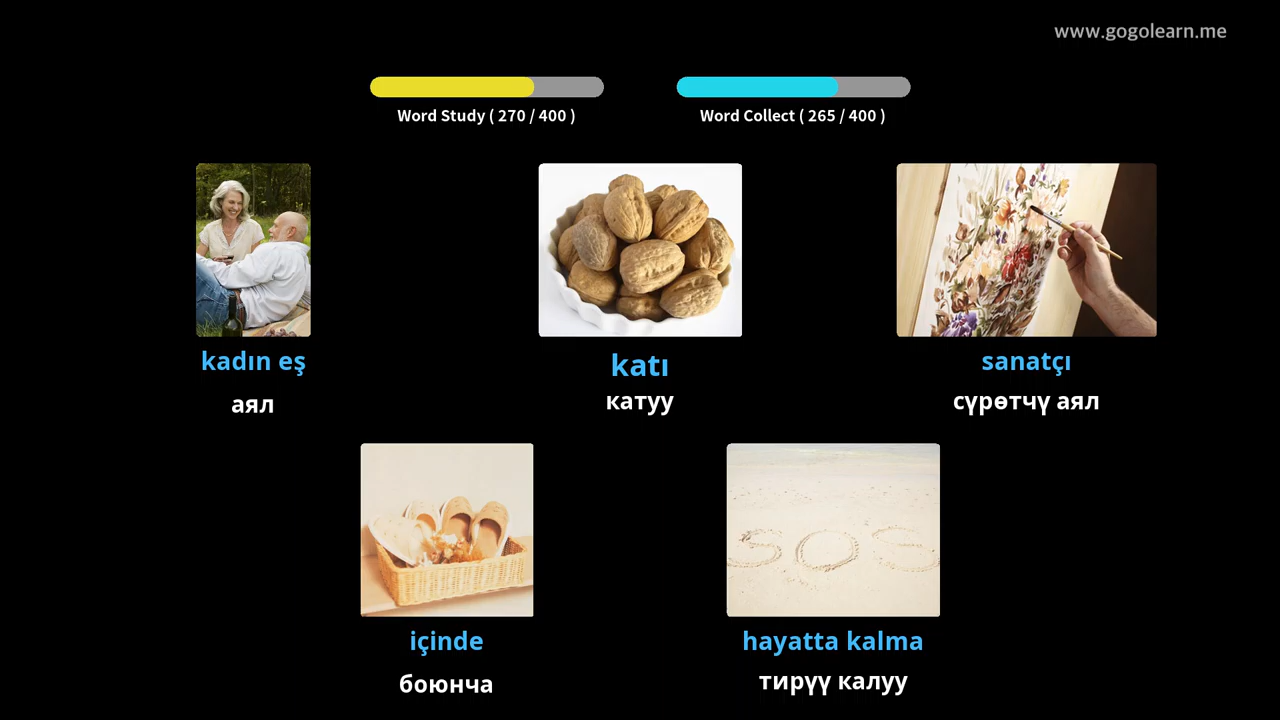 www.gogolearn.me
Word Study ( 270 / 400 )
Word Collect ( 265 / 400 )
kadın eş
аял
katı
катуу
sanatçı
сүрөтчү аял
içinde
боюнча
hayatta kalma
тирүү калуу
SOS